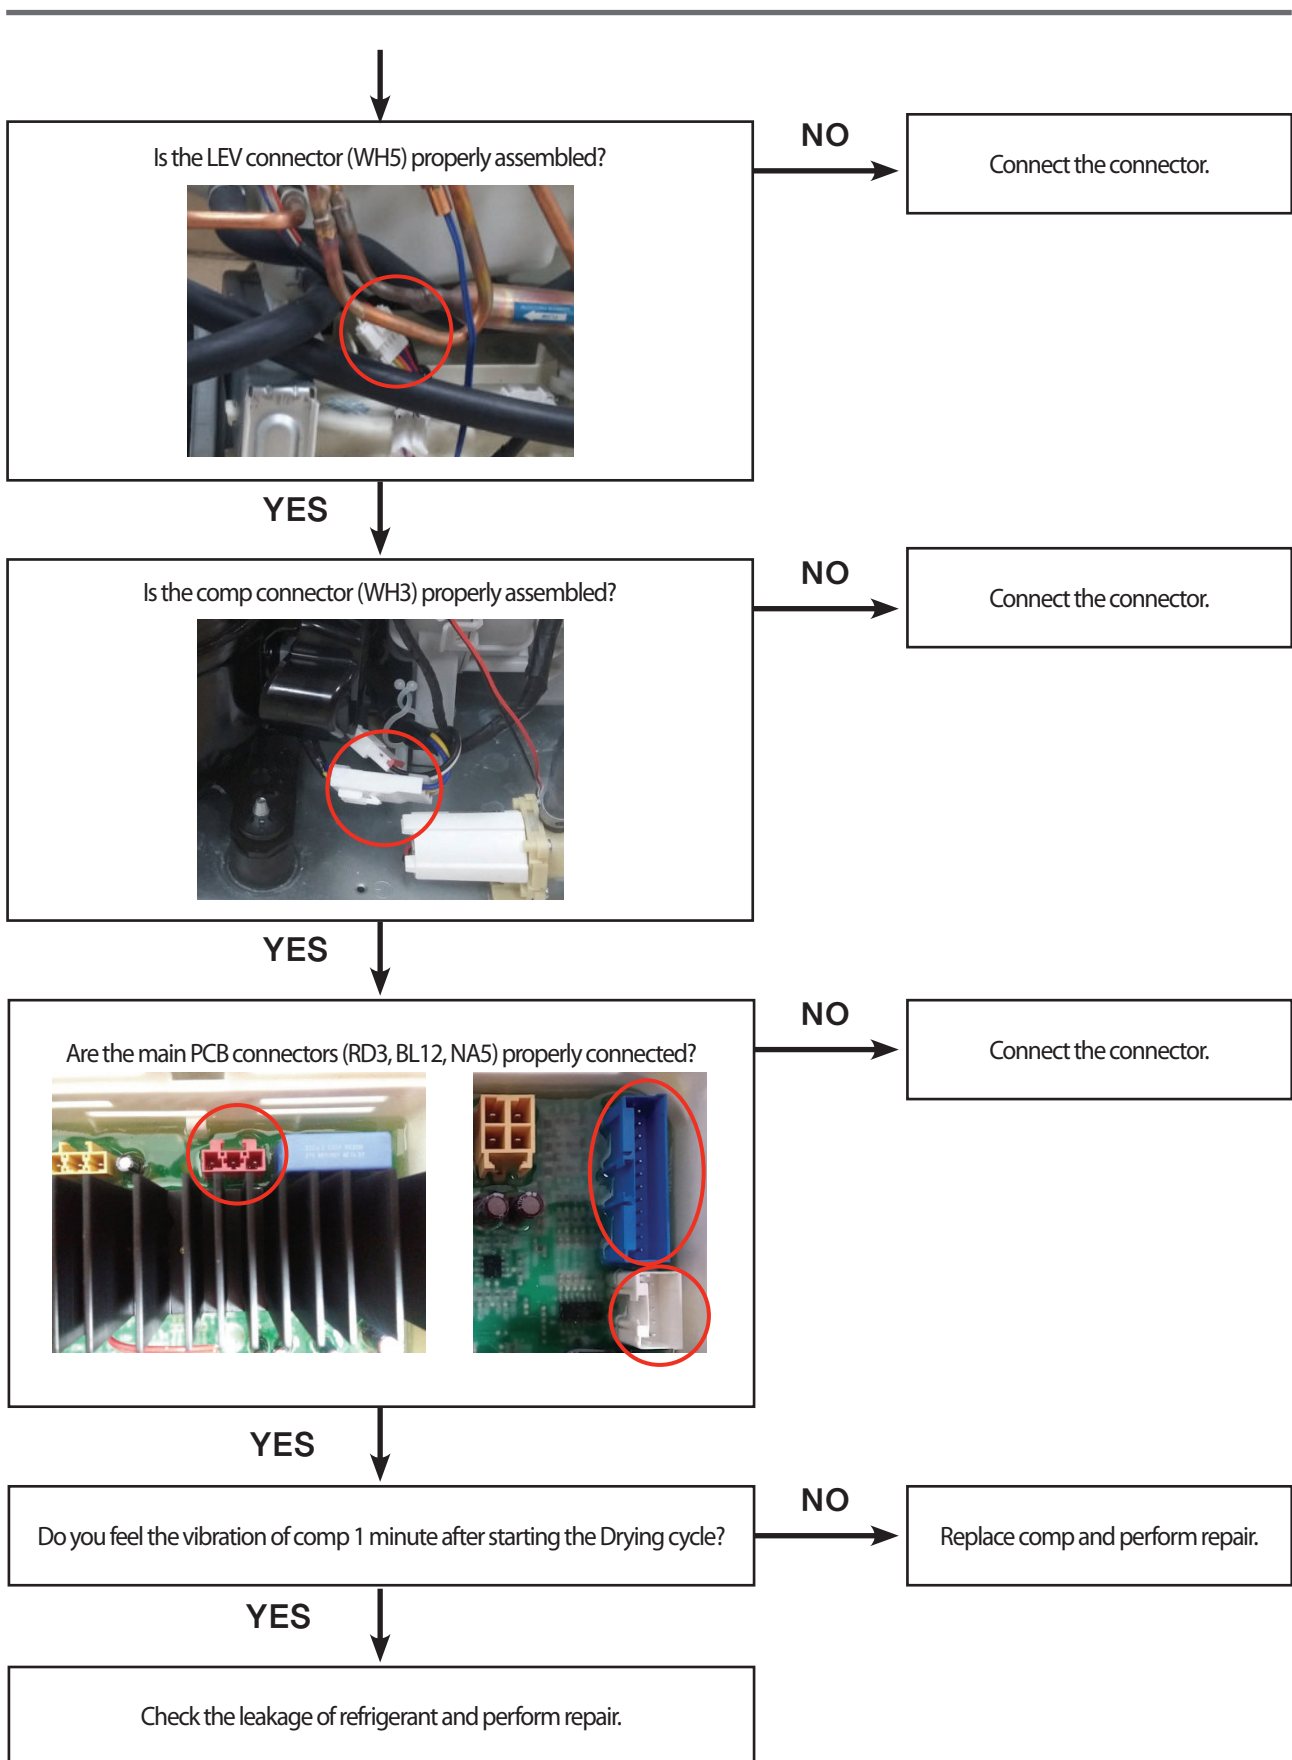 Is the LEV connector (WH5) properly assembled?
NO
Connect the connector.
YES
Is the comp connector (WH3) properly assembled?
NO
Connect the connector.
YES
Are the main PCB connectors (RD3, BL12, NA5) properly connected?
NO
Connect the connector.
YES
Do you feel the vibration of comp 1 minute after starting the Drying cycle?
NO
Replace comp and perform repair.
YES
Check the leakage of refrigerant and perform repair.